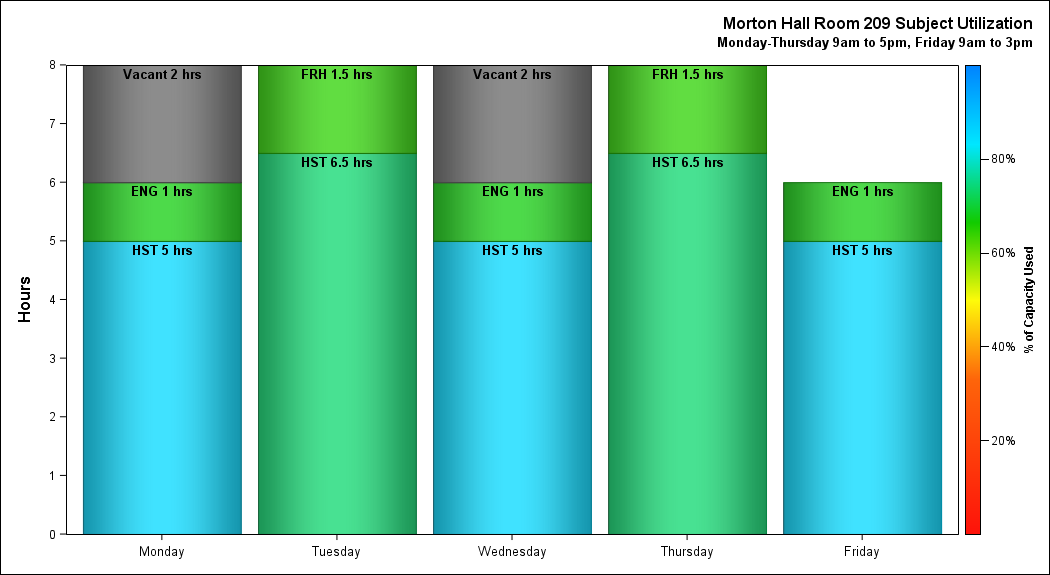 Morton Hall Room 209 Subject Utilization
Monday-Thursday 9am to 5pm, Friday 9am to 3pm
8
7
6
5
4
3
2
1
0
Hours
Vacant 2 hrs
ENG 1 hrs
HST 5 hrs
FRH 1.5 hrs
HST 6.5 hrs
Vacant 2 hrs
ENG 1 hrs
HST 5 hrs
FRH 1.5 hrs
HST 6.5 hrs
ENG 1 hrs
HST 5 hrs
Monday
Tuesday
Wednesday
Thursday
Friday
80%
60%
40%
20%
% of Capacity Used